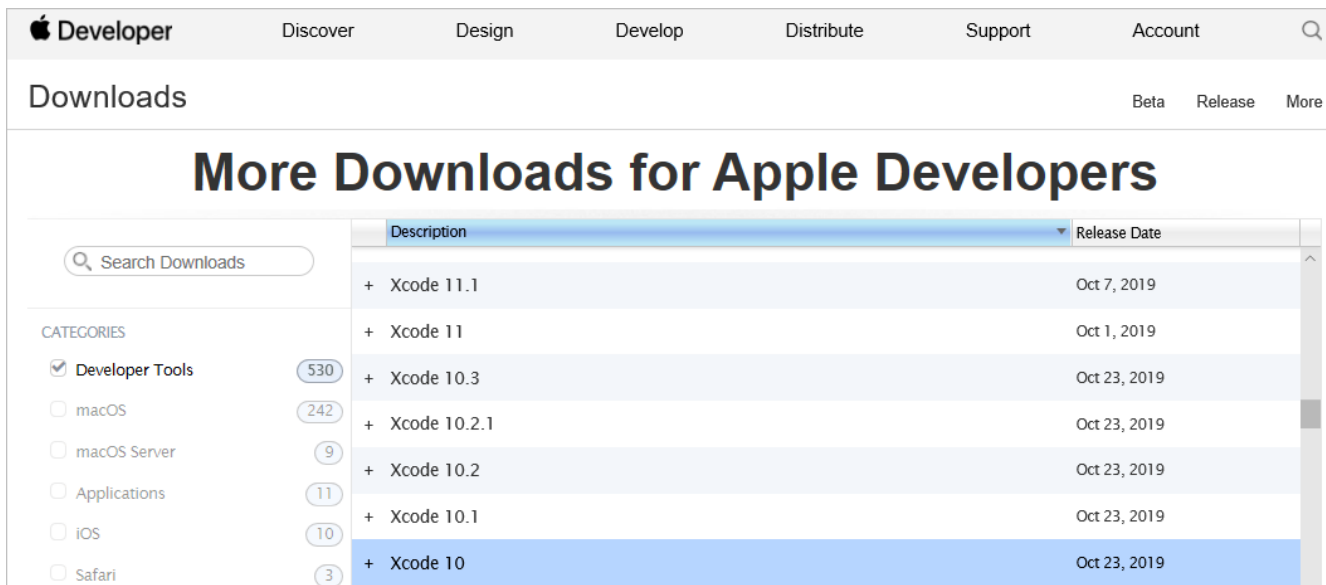 Developer Discover Design Develop Distribute Support Account
Downloads Beta Release More
More Downloads for Apple Developers
Description Release Date
Search Downloads
+ Xcode 11.1 Oct 7, 2019
CATEGORIES
+ Xcode 11 Oct 1, 2019
Developer Tools 530
+ Xcode 10.3 Oct 23, 2019
macOS 242
+ Xcode 10.2.1 Oct 23, 2019
macOS Server 9
+ Xcode 10.2 Oct 23, 2019
Applications 11
+ Xcode 10.1 Oct 23, 2019
iOS 10
+ Xcode 10 Oct 23, 2019
Safari 3